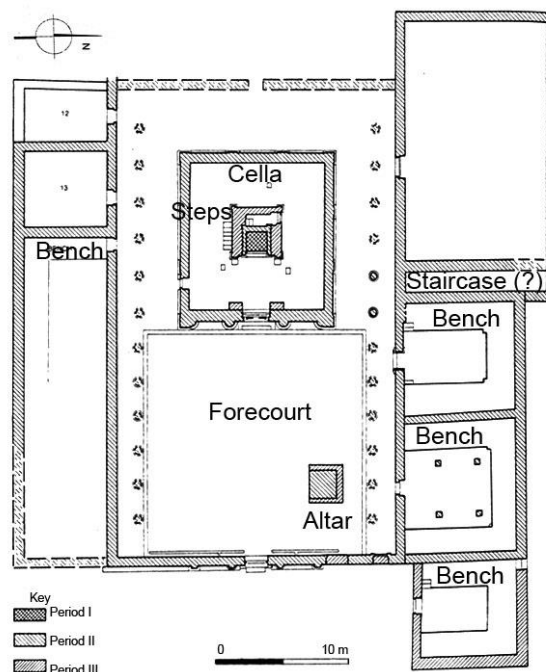 N
12
13
Cella
Steps
Bench
Staircase (?)
Bench
Forecourt
Bench
Altar
Bench
Key
Period I
Period II
Period III
0 10 m